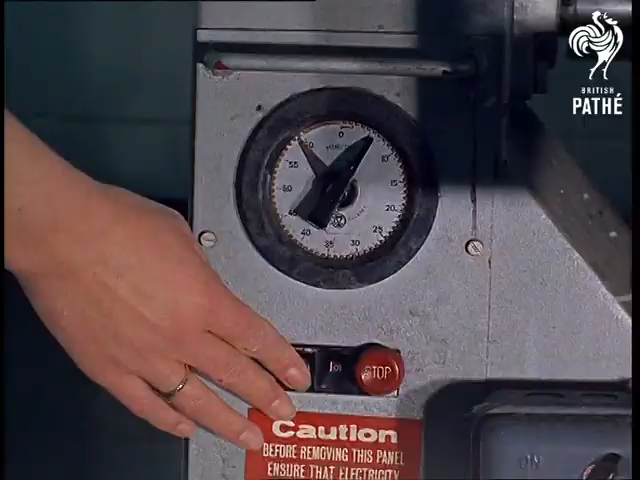 BRITISH
PATHÉ
0
55
10
15
50
20
45
25
40
35
30
STOP
Caution
BEFORE REMOVING THIS PANEL
ENSURE THAT ELECTRICITY
ON